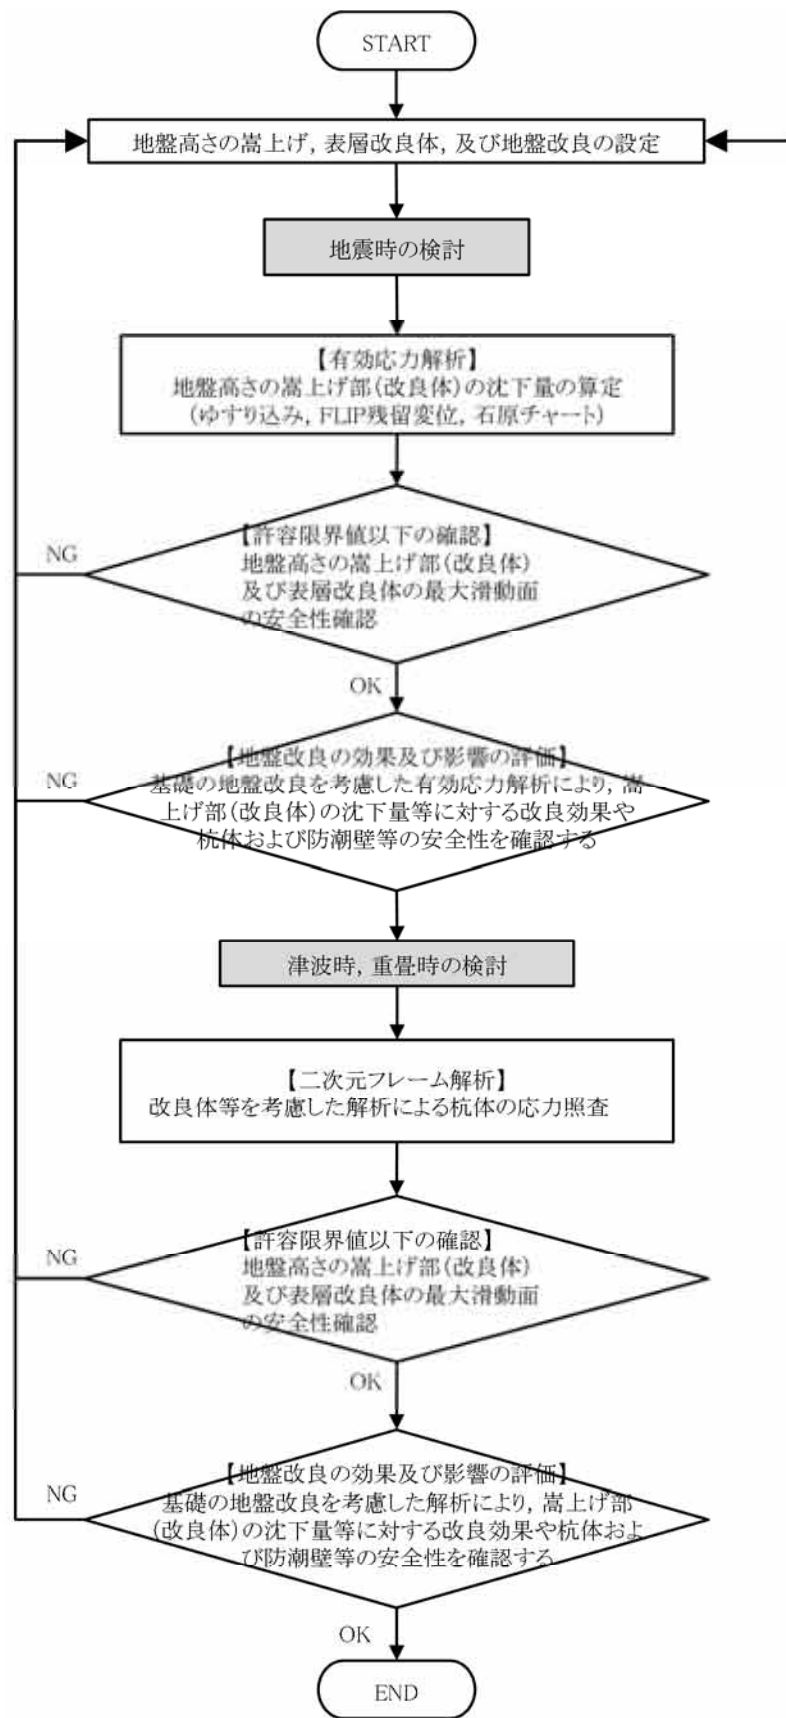 START
地盤高さの嵩上げ, 表層改良体, 及び地盤改良の設定
地震時の検討
【有効応力解析】
地盤高さの嵩上げ部(改良体)の沈下量の算定
(ゆすり込み, FLIP残留変位, 石原チャート)
【許容限界値以下の確認】
地盤高さの嵩上げ部(改良体)
及び表層改良体の最大滑動面
の安全性確認
NG
OK
【地盤改良の効果及び影響の評価】
基礎の地盤改良を考慮した有効応力解析により, 嵩
上げ部(改良体)の沈下量等に対する改良効果や
杭体および防潮壁等の安全性を確認する
NG
津波時, 重畳時の検討
【二次元フレーム解析】
改良体等を考慮した解析による杭体の応力照査
【許容限界値以下の確認】
地盤高さの嵩上げ部(改良体)
及び表層改良体の最大滑動面
の安全性確認
NG
OK
【地盤改良の効果及び影響の評価】
基礎の地盤改良を考慮した解析により, 嵩上げ部
(改良体)の沈下量等に対する改良効果や杭体およ
び防潮壁等の安全性を確認する
NG
OK
END